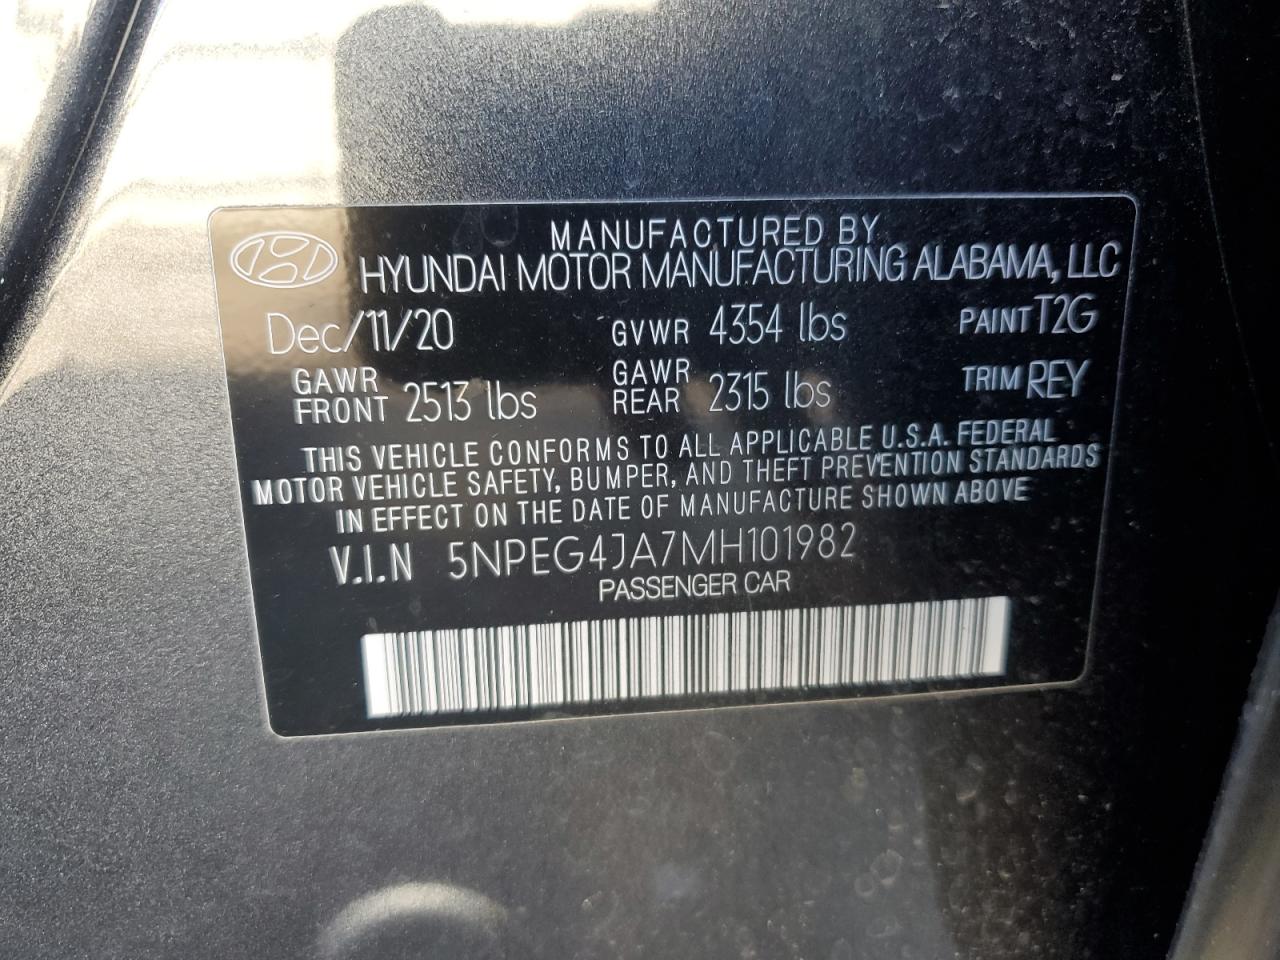 MANUFACTURED BY
HYUNDAI MOTOR MANUFACTURING ALABAMA, LLC
Dec/11/20 GVWR 4354 lbs PAINT T2G
GAWR FRONT 2513 lbs GAWR REAR 2315 lbs TRIM REY
THIS VEHICLE CONFORMS TO ALL APPLICABLE U.S.A. FEDERAL
MOTOR VEHICLE SAFETY, BUMPER, AND THEFT PREVENTION STANDARDS
IN EFFECT ON THE DATE OF MANUFACTURE SHOWN ABOVE
V.I.N 5NPEG4JA7MH101982
PASSENGER CAR